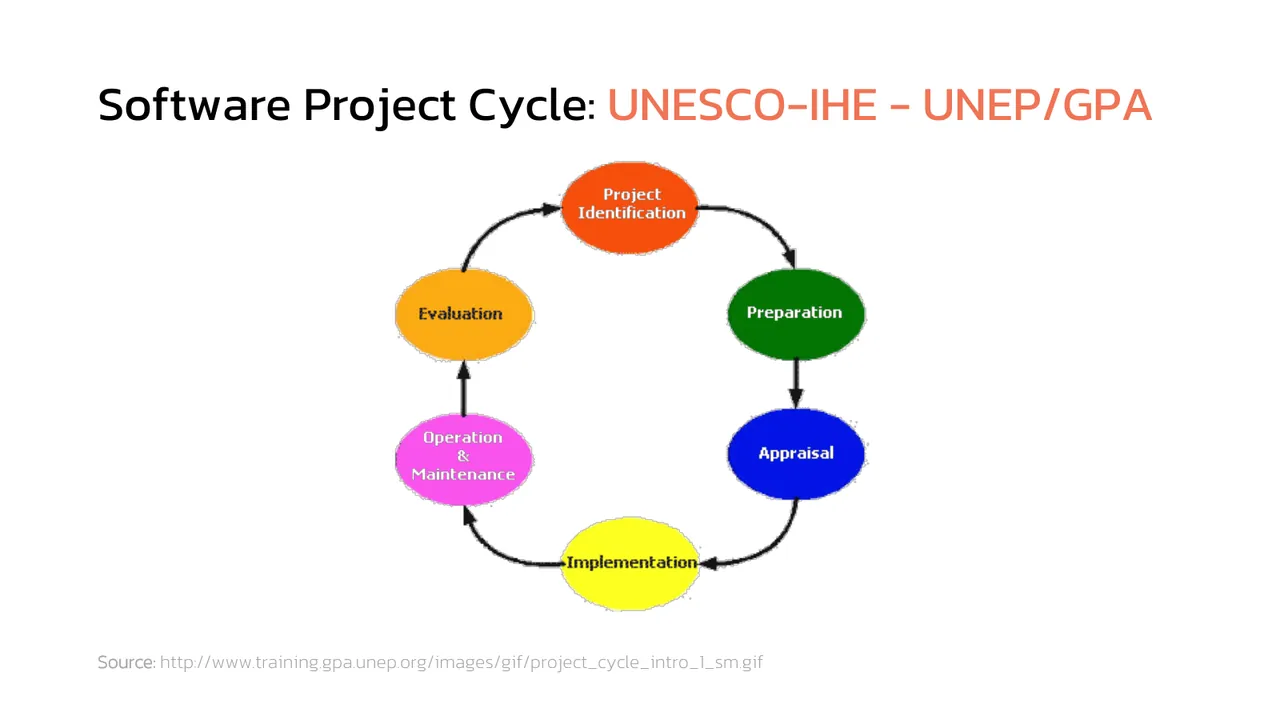 Software Project Cycle: UNESCO-IHE - UNEP/GPA
Project
Identification
Preparation
Appraisal
Implementation
Operation
&
Maintenance
Evaluation
Source: http://www.training.gpa.unep.org/images/gif/project_cycle_intro_1_sm.gif